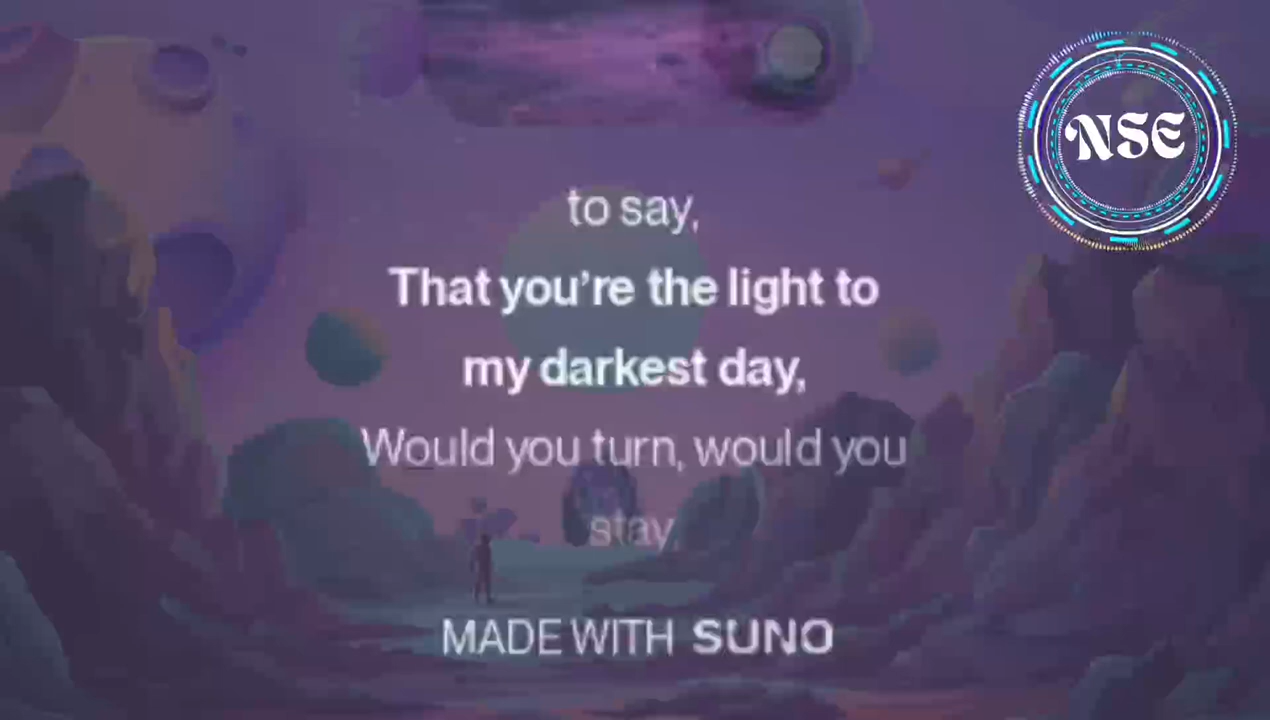 NSE
to say,
That you're the light to
my darkest day,
Would you turn, would you
stay,
MADE WITH SUNO